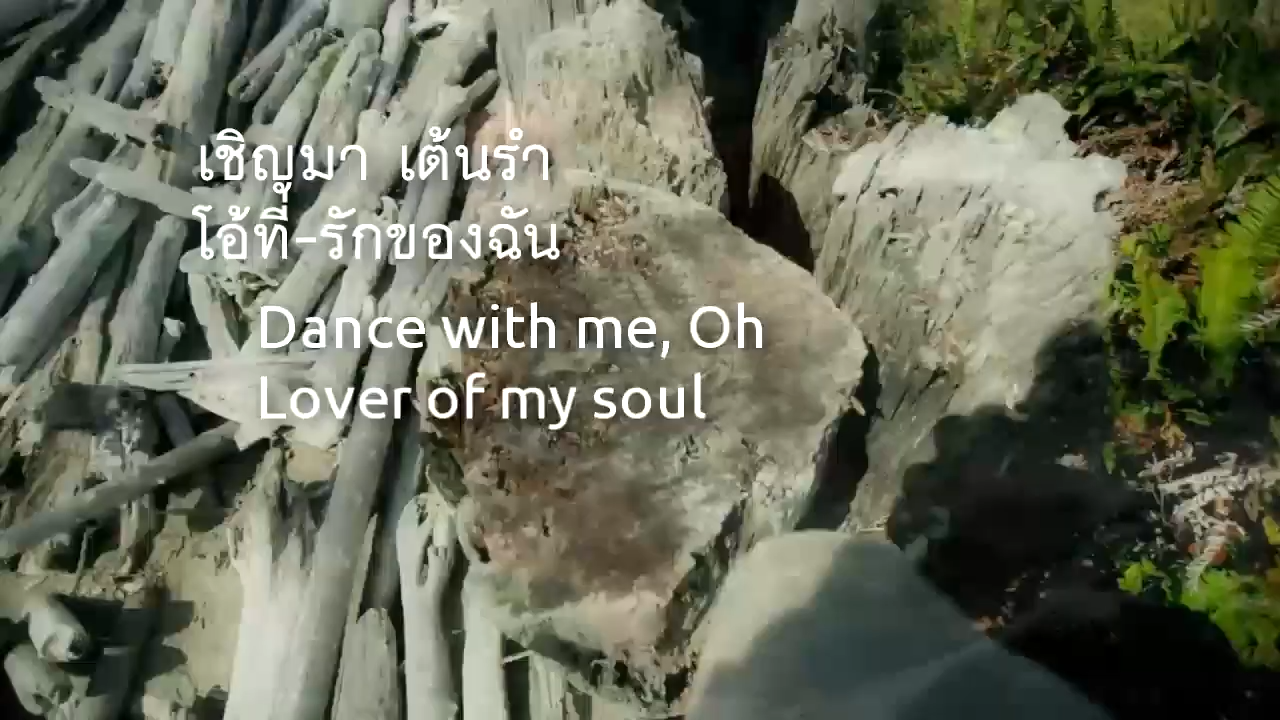 เชิญมา เต้นรำ
โอ้ที่-รักของฉัน
Dance with me, Oh
Lover of my soul